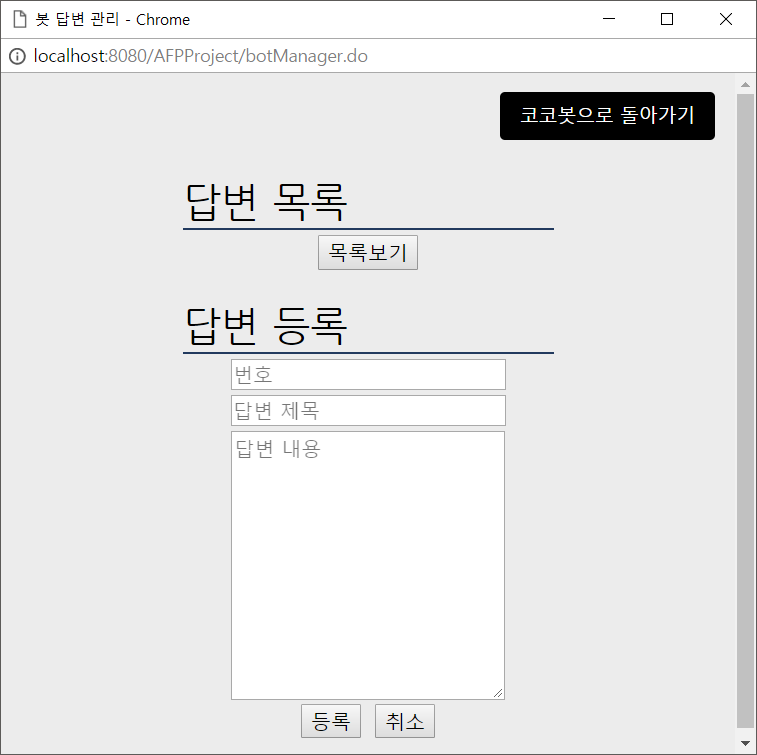 봇 답변 관리 - Chrome
localhost:8080/AFPProject/botManager.do
코코봇으로 돌아가기
답변 목록
목록보기
답변 등록
번호
답변 제목
답변 내용
등록 취소